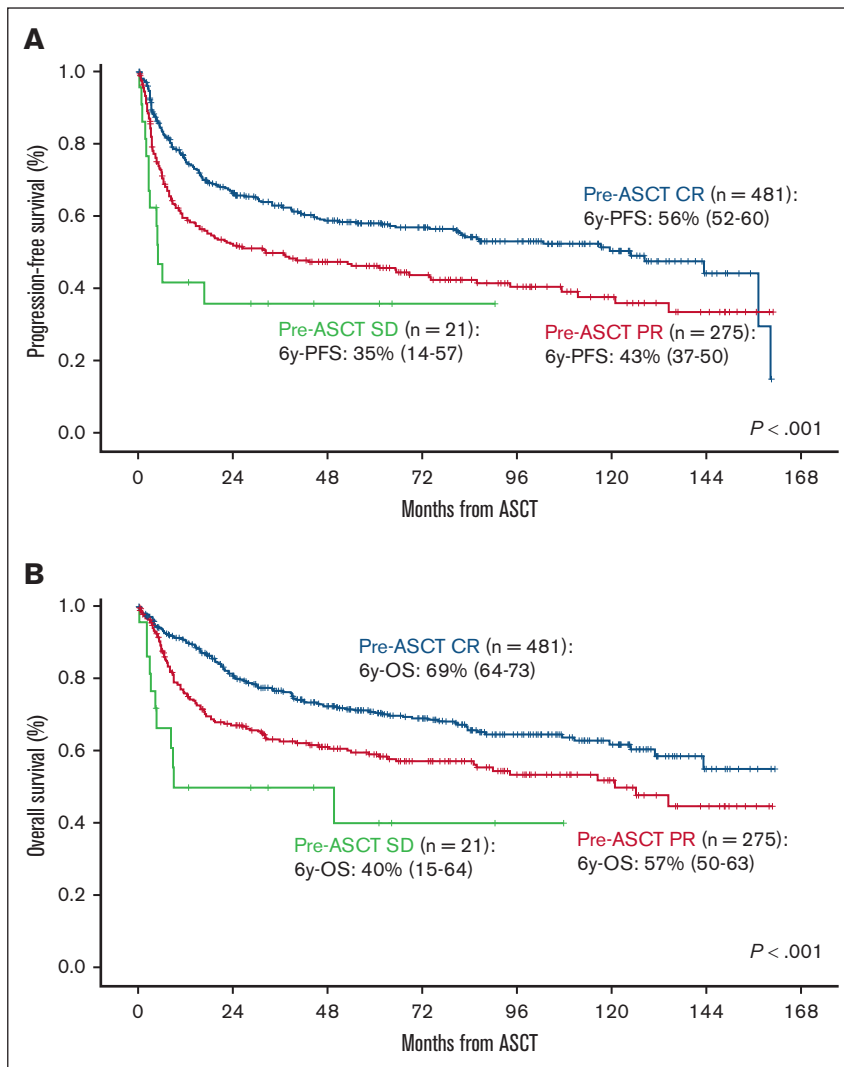 A
1.0
0.8
0.6
0.4
0.2
0.0
Progression-free survival (%)
Pre-ASCT CR (n = 481):
6y-PFS: 56% (52-60)
Pre-ASCT SD (n = 21):
6y-PFS: 35% (14-57)
Pre-ASCT PR (n = 275):
6y-PFS: 43% (37-50)
P < .001
0 24 48 72 96 120 144 168
Months from ASCT
B
1.0
0.8
0.6
0.4
0.2
0.0
Overall survival (%)
Pre-ASCT CR (n = 481):
6y-OS: 69% (64-73)
Pre-ASCT SD (n = 21):
6y-OS: 40% (15-64)
Pre-ASCT PR (n = 275):
6y-OS: 57% (50-63)
P < .001
0 24 48 72 96 120 144 168
Months from ASCT